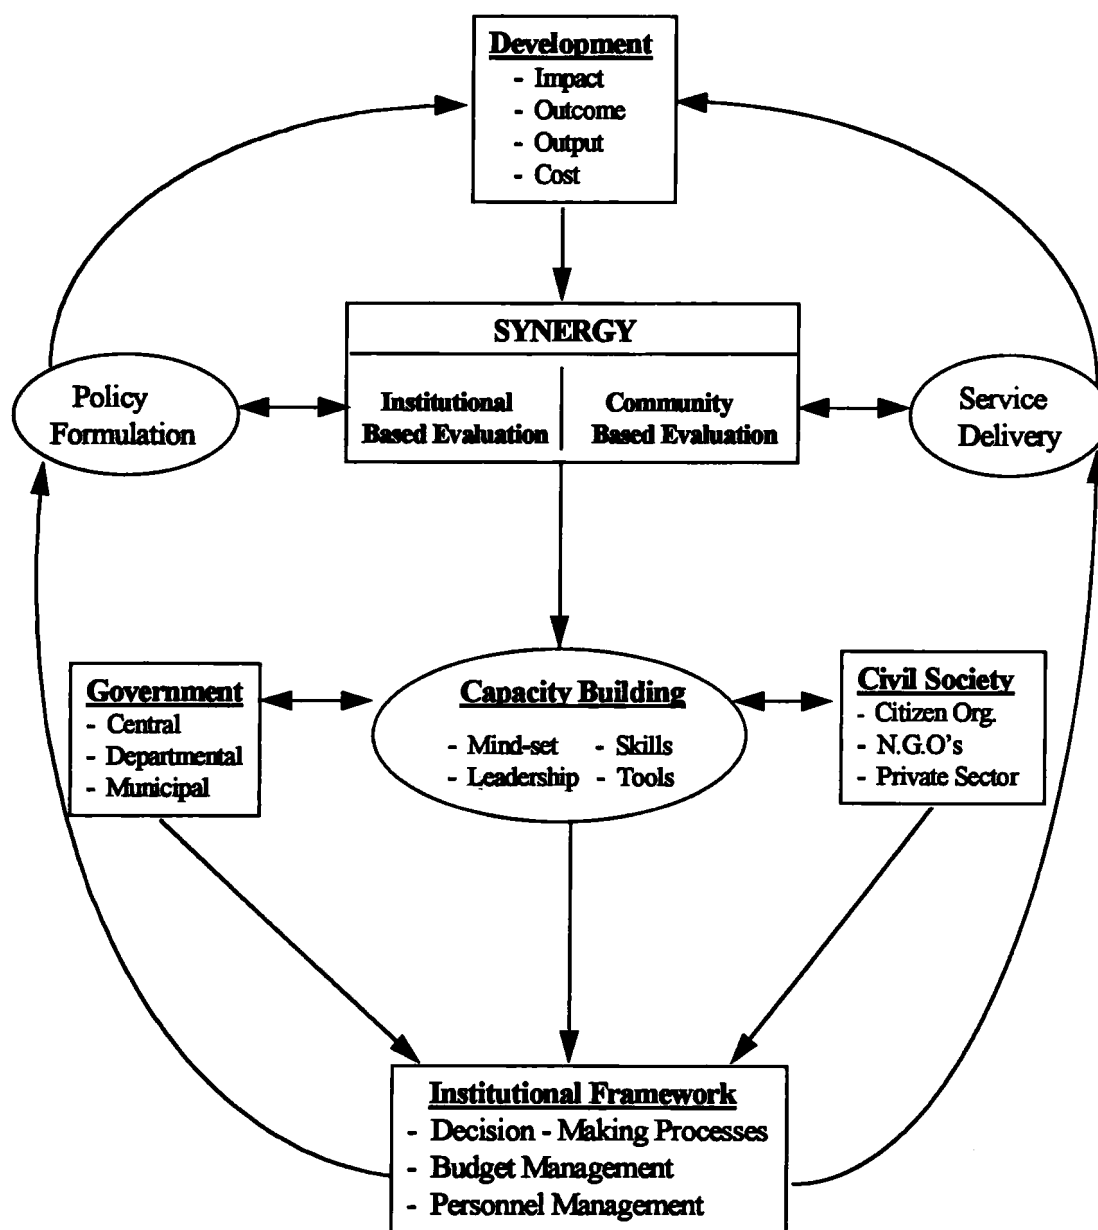 Development
- Impact
- Outcome
- Output
- Cost
SYNERGY
Institutional
Based Evaluation
Community
Based Evaluation
Policy
Formulation
Service
Delivery
Government
- Central
- Departmental
- Municipal
Capacity Building
- Mind-set - Skills
- Leadership - Tools
Civil Society
- Citizen Org.
- N.G.O's
- Private Sector
Institutional Framework
- Decision - Making Processes
- Budget Management
- Personnel Management